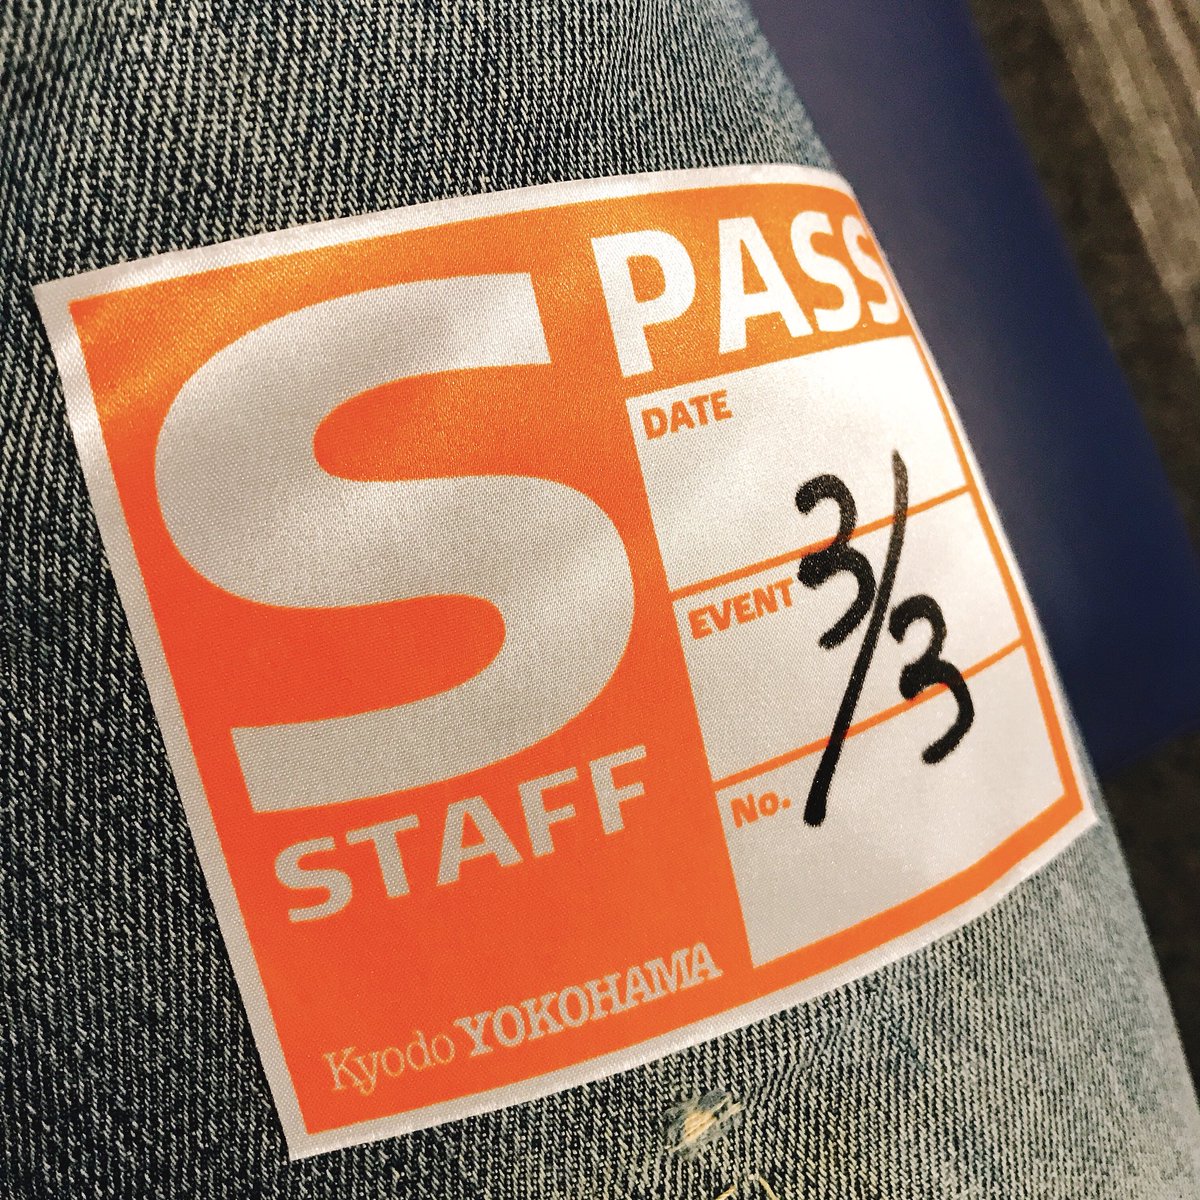 S
STAFF
Kyodo YOKOHAMA
PASS
DATE
EVENT
No.
3/3